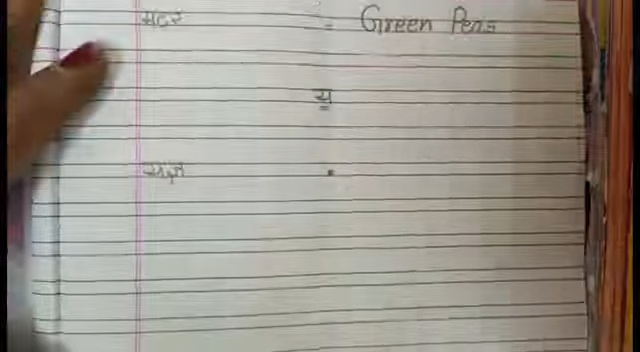 मटर = Green Peas
य